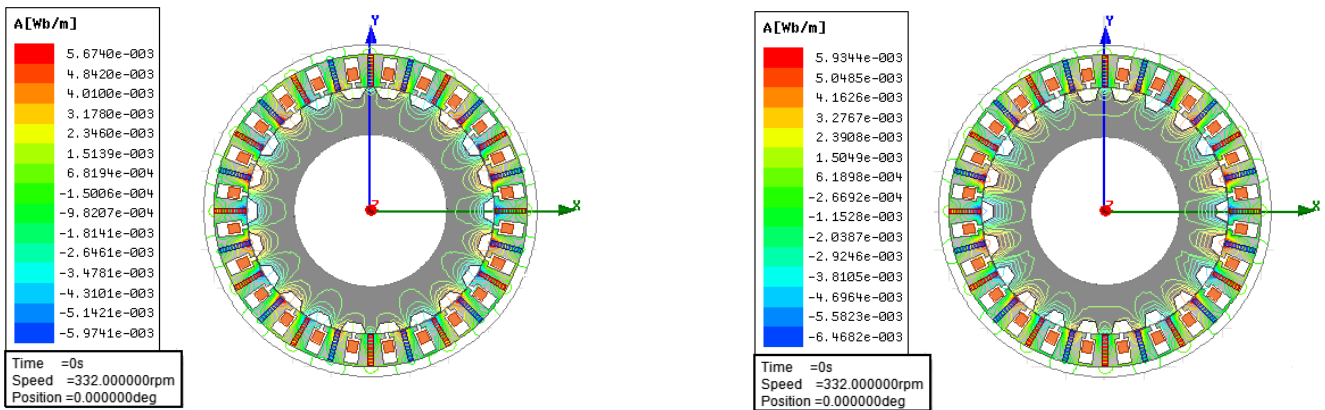 A[Wb/m]
5.6740e-003
4.8420e-003
4.0100e-003
3.1780e-003
2.3460e-003
1.5139e-003
6.8194e-004
-1.5006e-004
-9.8207e-004
-1.8141e-003
-2.6461e-003
-3.4781e-003
-4.3101e-003
-5.1421e-003
-5.9741e-003
Time =0s
Speed =332.000000rpm
Position =0.000000deg
Y
Z
X
A[Wb/m]
5.9344e-003
5.0485e-003
4.1626e-003
3.2767e-003
2.3908e-003
1.5049e-003
6.1898e-004
-2.6692e-004
-1.1528e-003
-2.0387e-003
-2.9246e-003
-3.8105e-003
-4.6964e-003
-5.5823e-003
-6.4682e-003
Time =0s
Speed =332.000000rpm
Position =0.000000deg
Y
Z
X